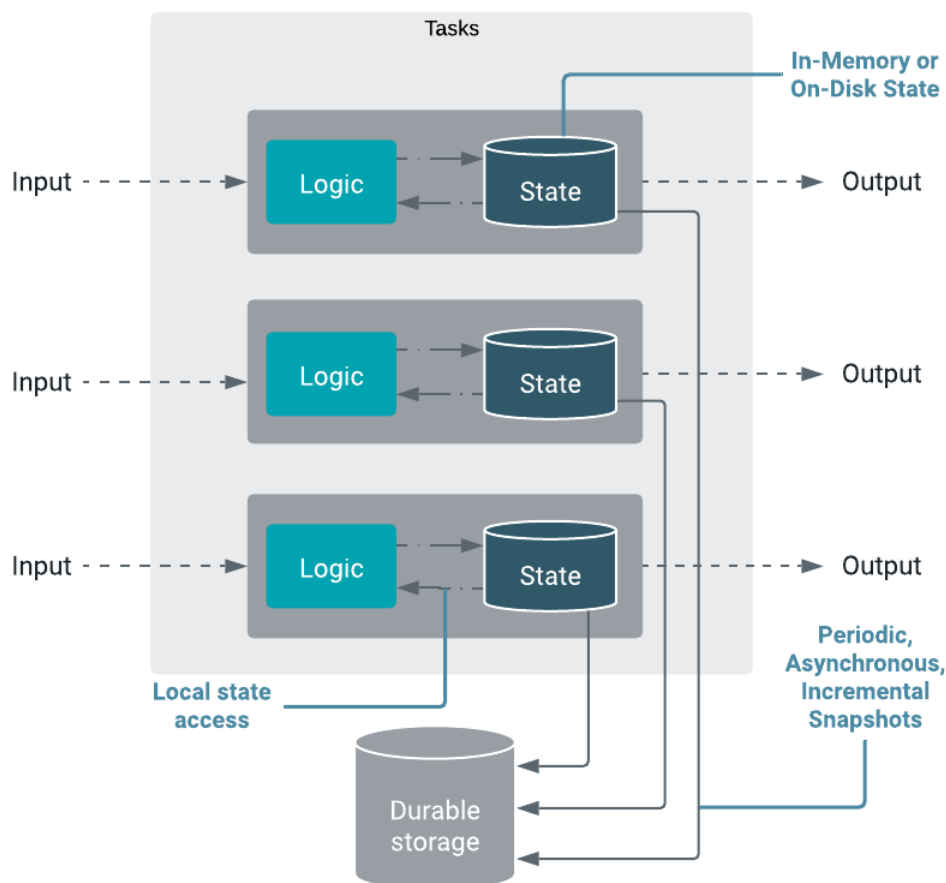 Tasks
In-Memory or
On-Disk State
Input
Logic
State
Output
Input
Logic
State
Output
Input
Logic
State
Output
Local state
access
Periodic,
Asynchronous,
Incremental
Snapshots
Durable
storage